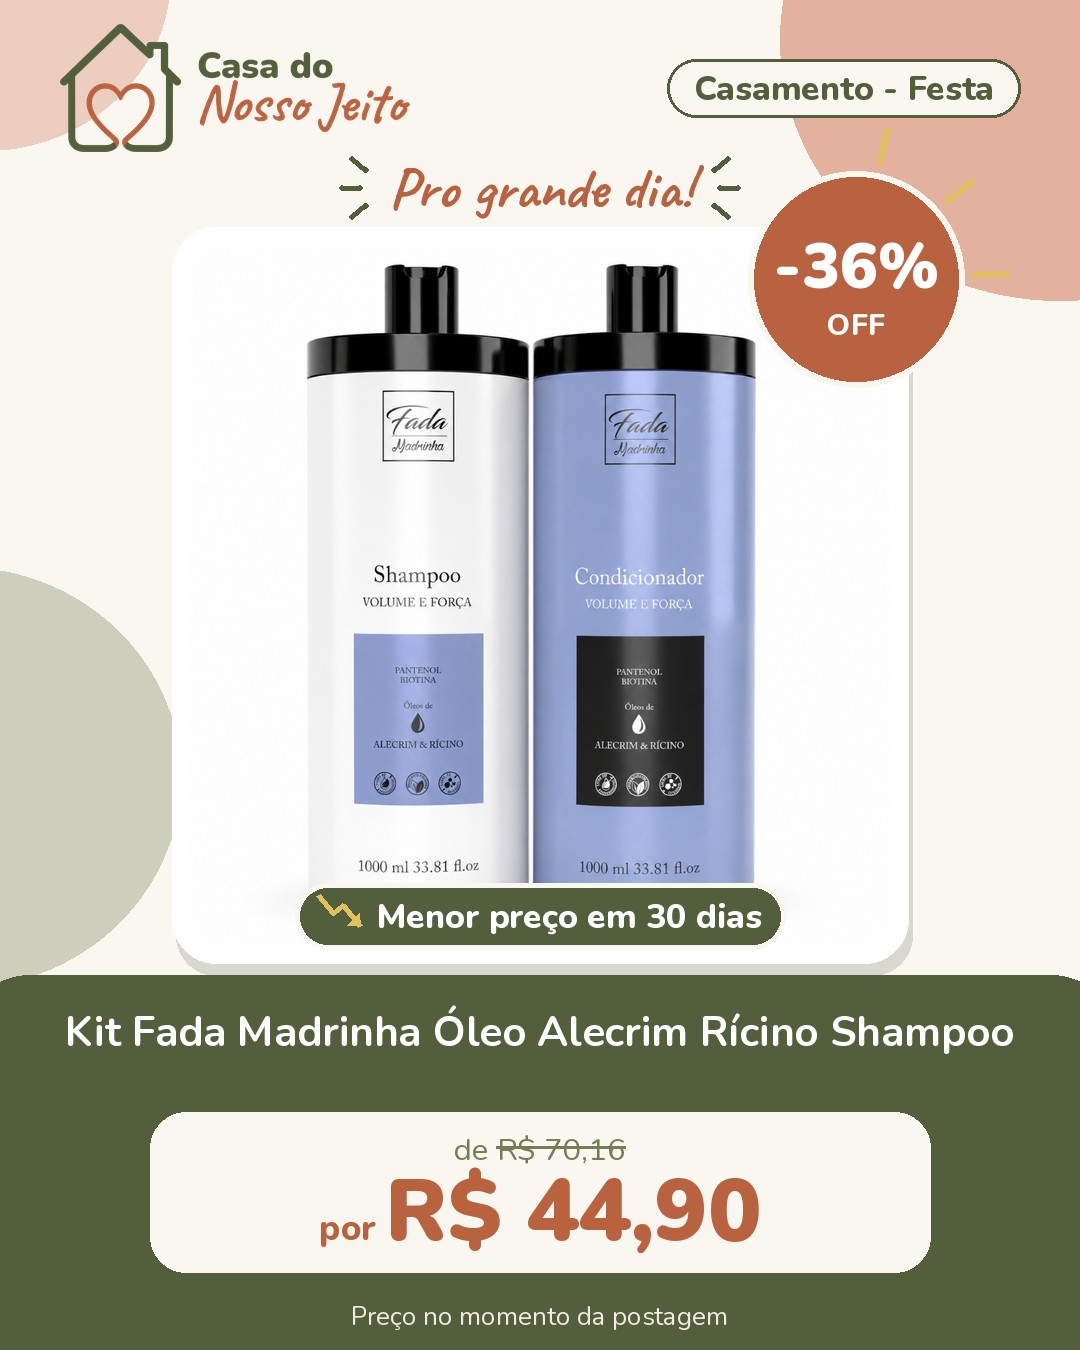 Casa do
Nosso Jeito
Casamento - Festa
Pro grande dia!
-36%
OFF
Fada
Madrinha
Shampoo
VOLUME E FORÇA
PANTENOL
BIOTINA
Óleos de
ALECRIM & RÍCINO
1000 ml 33.81 fl.oz
Fada
Madrinha
Condicionador
VOLUME E FORÇA
PANTENOL
BIOTINA
Óleos de
ALECRIM & RÍCINO
1000 ml 33.81 fl.oz
Menor preço em 30 dias
Kit Fada Madrinha Óleo Alecrim Rícino Shampoo
de R$ 70,16
por R$ 44,90
Preço no momento da postagem